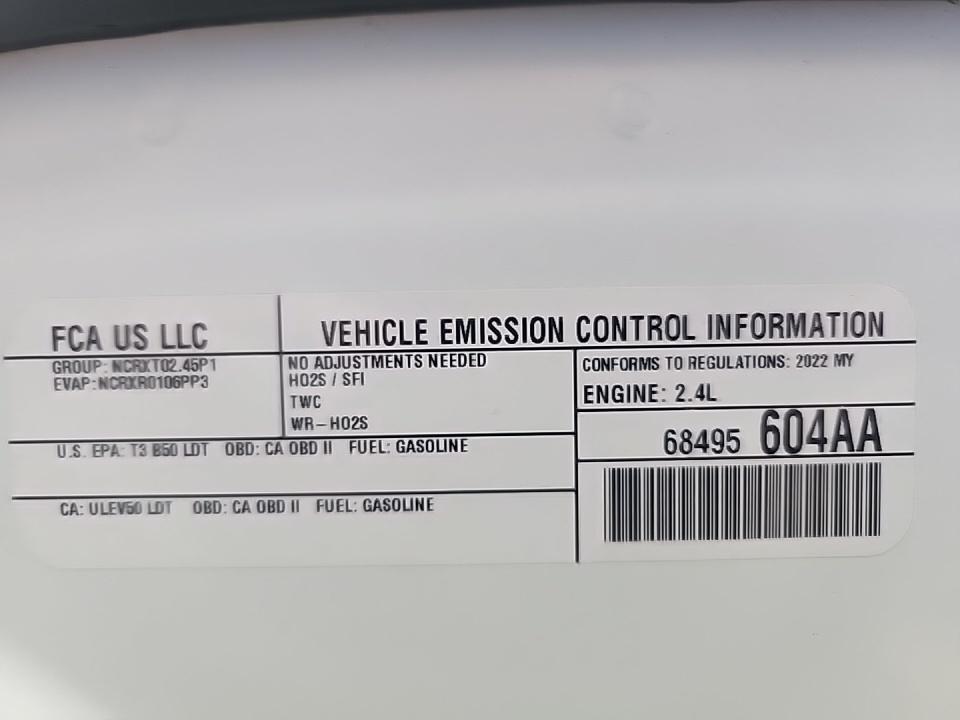 FCA US LLC
VEHICLE EMISSION CONTROL INFORMATION
GROUP: NCRXT02.45P1
EVAP: NCRXR0106PP3
NO ADJUSTMENTS NEEDED
HO2S / SFI
TWC
WR-HO2S
CONFORMS TO REGULATIONS: 2022 MY
ENGINE: 2.4L
68495 604AA
U.S. EPA: T3 B50 LDT OBD: CA OBD II FUEL: GASOLINE
CA: ULEV50 LDT OBD: CA OBD II FUEL: GASOLINE